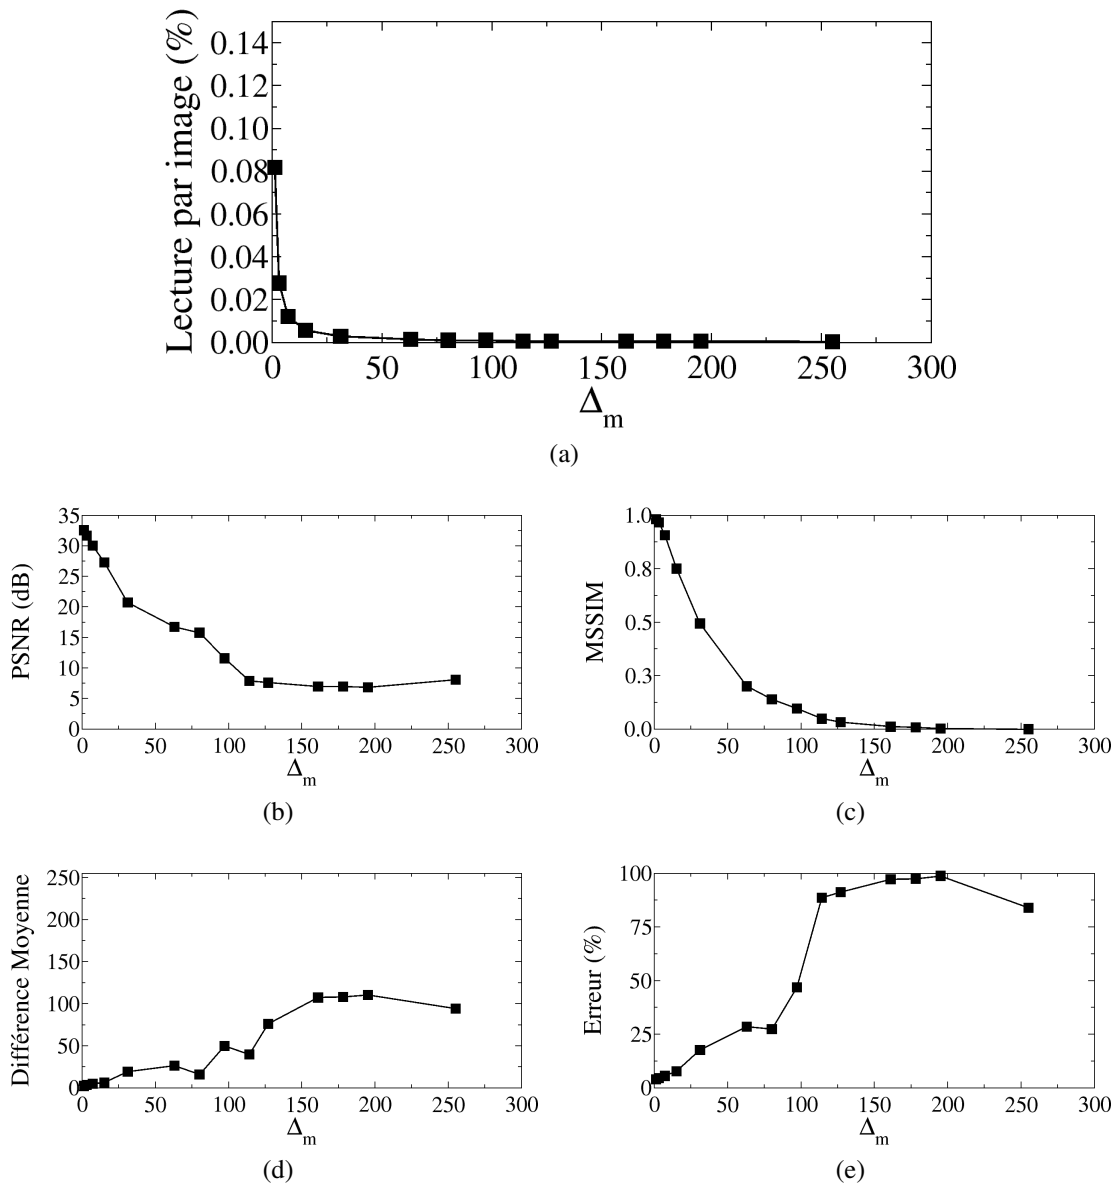 Lecture par image (%)
0.14
0.12
0.10
0.08
0.06
0.04
0.02
0.00
0 50 100 150 200 250 300
Δm
(a)
PSNR (dB)
35
30
25
20
15
10
5
0
0 50 100 150 200 250 300
Δm
(b)
MSSIM
1.0
0.8
0.5
0.3
0.0
0 50 100 150 200 250 300
Δm
(c)
Différence Moyenne
250
200
150
100
50
0
0 50 100 150 200 250 300
Δm
(d)
Erreur (%)
100
75
50
25
0
0 50 100 150 200 250 300
Δm
(e)